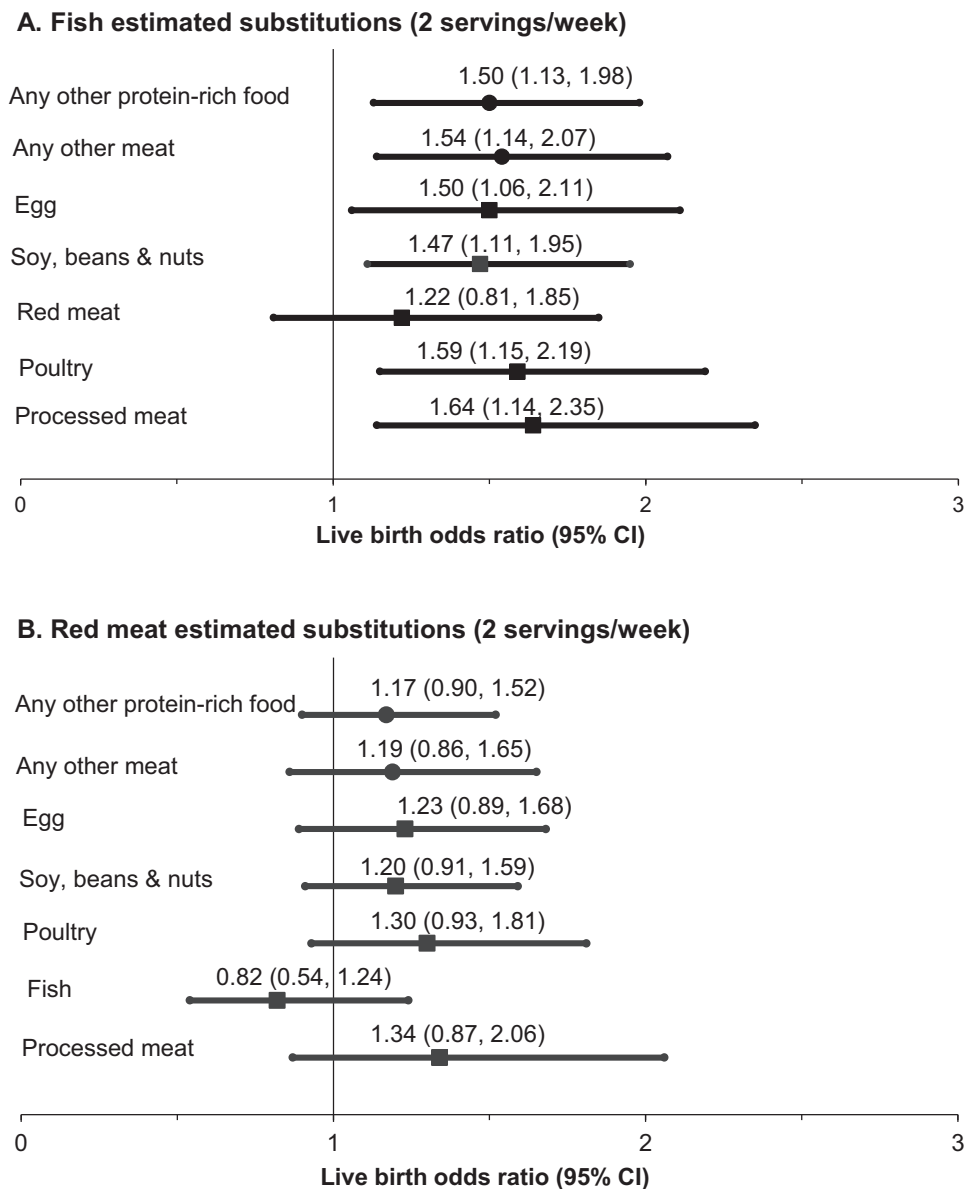 A. Fish estimated substitutions (2 servings/week)
1.50 (1.13, 1.98)
Any other protein-rich food
1.54 (1.14, 2.07)
Any other meat
1.50 (1.06, 2.11)
Egg
1.47 (1.11, 1.95)
Soy, beans & nuts
1.22 (0.81, 1.85)
Red meat
1.59 (1.15, 2.19)
Poultry
1.64 (1.14, 2.35)
Processed meat
0 1 2 3
Live birth odds ratio (95% CI)
B. Red meat estimated substitutions (2 servings/week)
1.17 (0.90, 1.52)
Any other protein-rich food
1.19 (0.86, 1.65)
Any other meat
1.23 (0.89, 1.68)
Egg
1.20 (0.91, 1.59)
Soy, beans & nuts
1.30 (0.93, 1.81)
Poultry
0.82 (0.54, 1.24)
Fish
1.34 (0.87, 2.06)
Processed meat
0 1 2 3
Live birth odds ratio (95% CI)